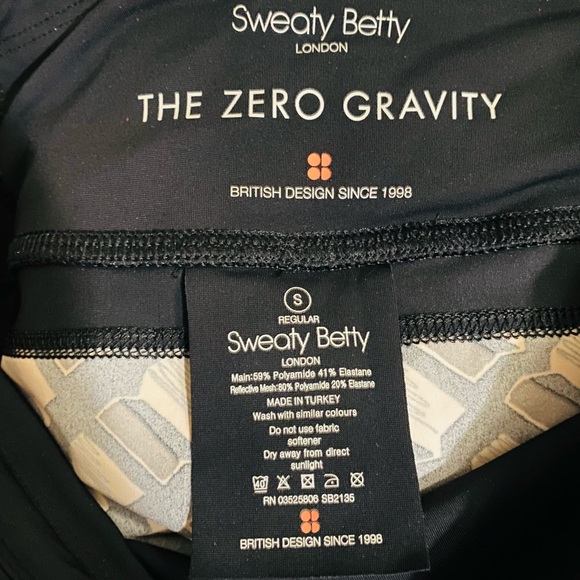 Sweaty Betty
LONDON
THE ZERO GRAVITY
BRITISH DESIGN SINCE 1998
S
REGULAR
Sweaty Betty
LONDON
Main:59% Polyamide 41% Elastane
Reflective Mesh:80% Polyamide 20% Elastane
MADE IN TURKEY
Wash with similar colours
Do not use fabric
softener
Dry away from direct
sunlight
40
RN 03525806 SB2135
BRITISH DESIGN SINCE 1998